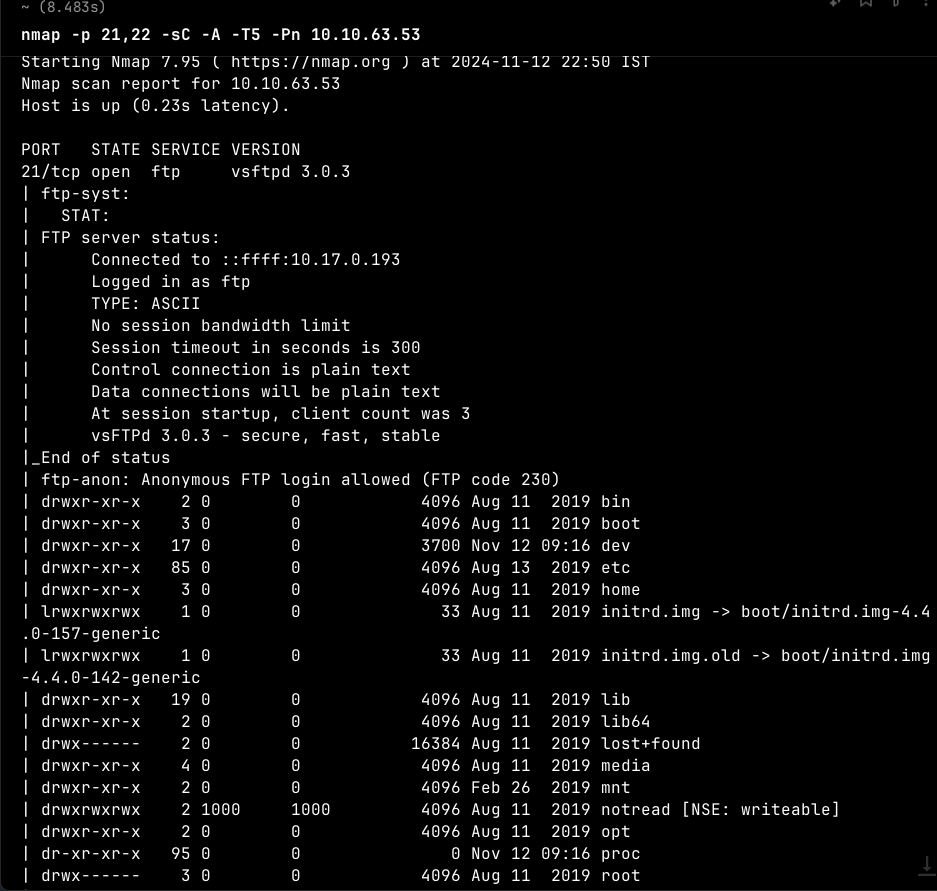 ~ (8.483s)
nmap -p 21,22 -sC -A -T5 -Pn 10.10.63.53
Starting Nmap 7.95 ( https://nmap.org ) at 2024-11-12 22:50 IST
Nmap scan report for 10.10.63.53
Host is up (0.23s latency).
PORT   STATE SERVICE VERSION
21/tcp open  ftp     vsftpd 3.0.3
| ftp-syst:
|   STAT:
| FTP server status:
|      Connected to ::ffff:10.17.0.193
|      Logged in as ftp
|      TYPE: ASCII
|      No session bandwidth limit
|      Session timeout in seconds is 300
|      Control connection is plain text
|      Data connections will be plain text
|      At session startup, client count was 3
|      vsFTPd 3.0.3 - secure, fast, stable
|_End of status
| ftp-anon: Anonymous FTP login allowed (FTP code 230)
| drwxr-xr-x    2 0        0            4096 Aug 11  2019 bin
| drwxr-xr-x    3 0        0            4096 Aug 11  2019 boot
| drwxr-xr-x   17 0        0            3700 Nov 12 09:16 dev
| drwxr-xr-x   85 0        0            4096 Aug 13  2019 etc
| drwxr-xr-x    3 0        0            4096 Aug 11  2019 home
| lrwxrwxrwx    1 0        0              33 Aug 11  2019 initrd.img -> boot/initrd.img-4.4
.0-157-generic
| lrwxrwxrwx    1 0        0              33 Aug 11  2019 initrd.img.old -> boot/initrd.img
-4.4.0-142-generic
| drwxr-xr-x   19 0        0            4096 Aug 11  2019 lib
| drwxr-xr-x    2 0        0            4096 Aug 11  2019 lib64
| drwx------    2 0        0           16384 Aug 11  2019 lost+found
| drwxr-xr-x    4 0        0            4096 Aug 11  2019 media
| drwxr-xr-x    2 0        0            4096 Feb 26  2019 mnt
| drwxrwxrwx    2 1000     1000         4096 Aug 11  2019 notread [NSE: writeable]
| drwxr-xr-x    2 0        0            4096 Aug 11  2019 opt
| dr-xr-xr-x   95 0        0               0 Nov 12 09:16 proc
| drwx------    3 0        0            4096 Aug 11  2019 root